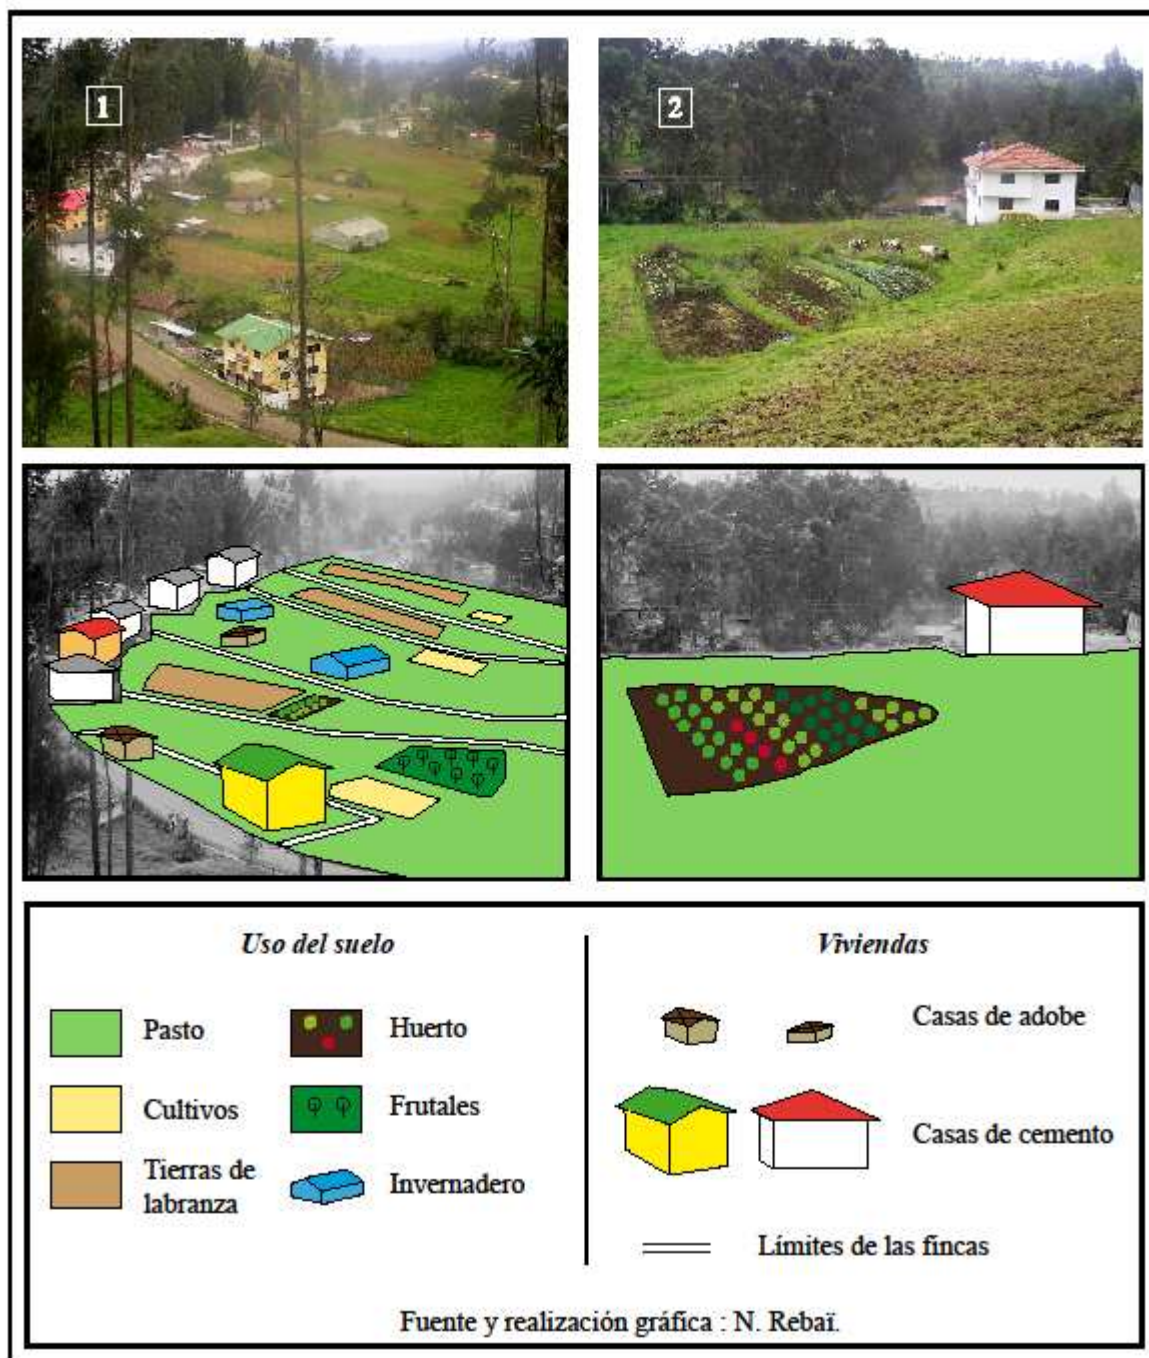 1
2
Uso del suelo
Pasto
Cultivos
Tierras de
labranza
Huerto
Frutales
Invernadero
Viviendas
Casas de adobe
Casas de cemento
Límites de las fincas
Fuente y realización gráfica : N. Rebaï.